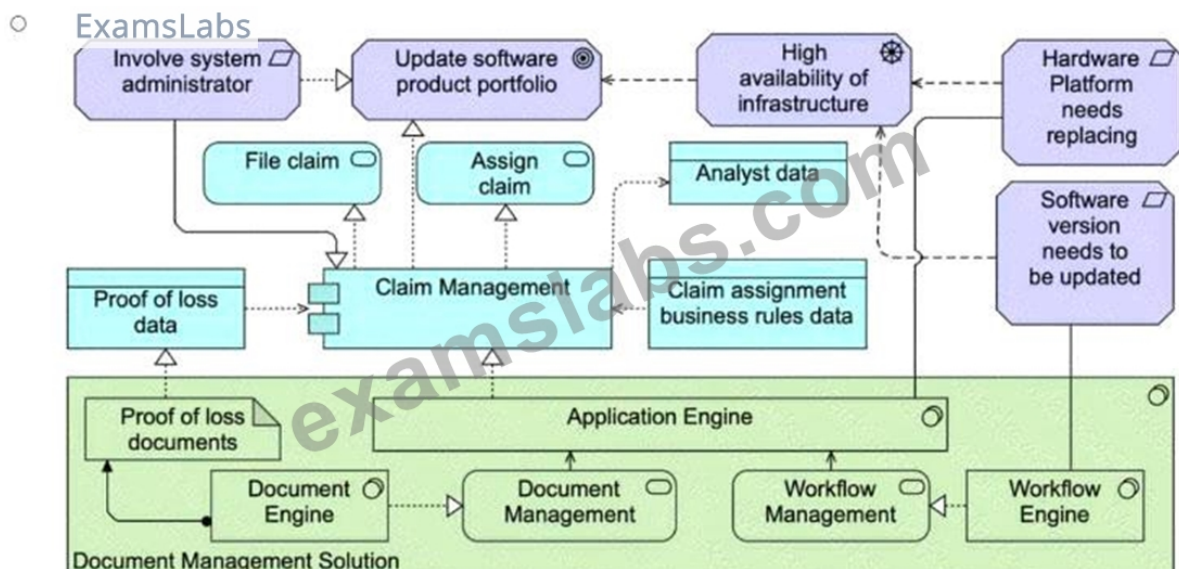 ExamsLabs
Involve system
administrator
Update software
product portfolio
High
availability of
infrastructure
Hardware
Platform
needs
replacing
File claim
Assign
claim
Analyst data
Software
version
needs to
be updated
Proof of loss
data
Claim Management
Claim assignment
business rules data
examslabs.com
Proof of loss
documents
Application Engine
Document
Engine
Document
Management
Workflow
Management
Workflow
Engine
Document Management Solution